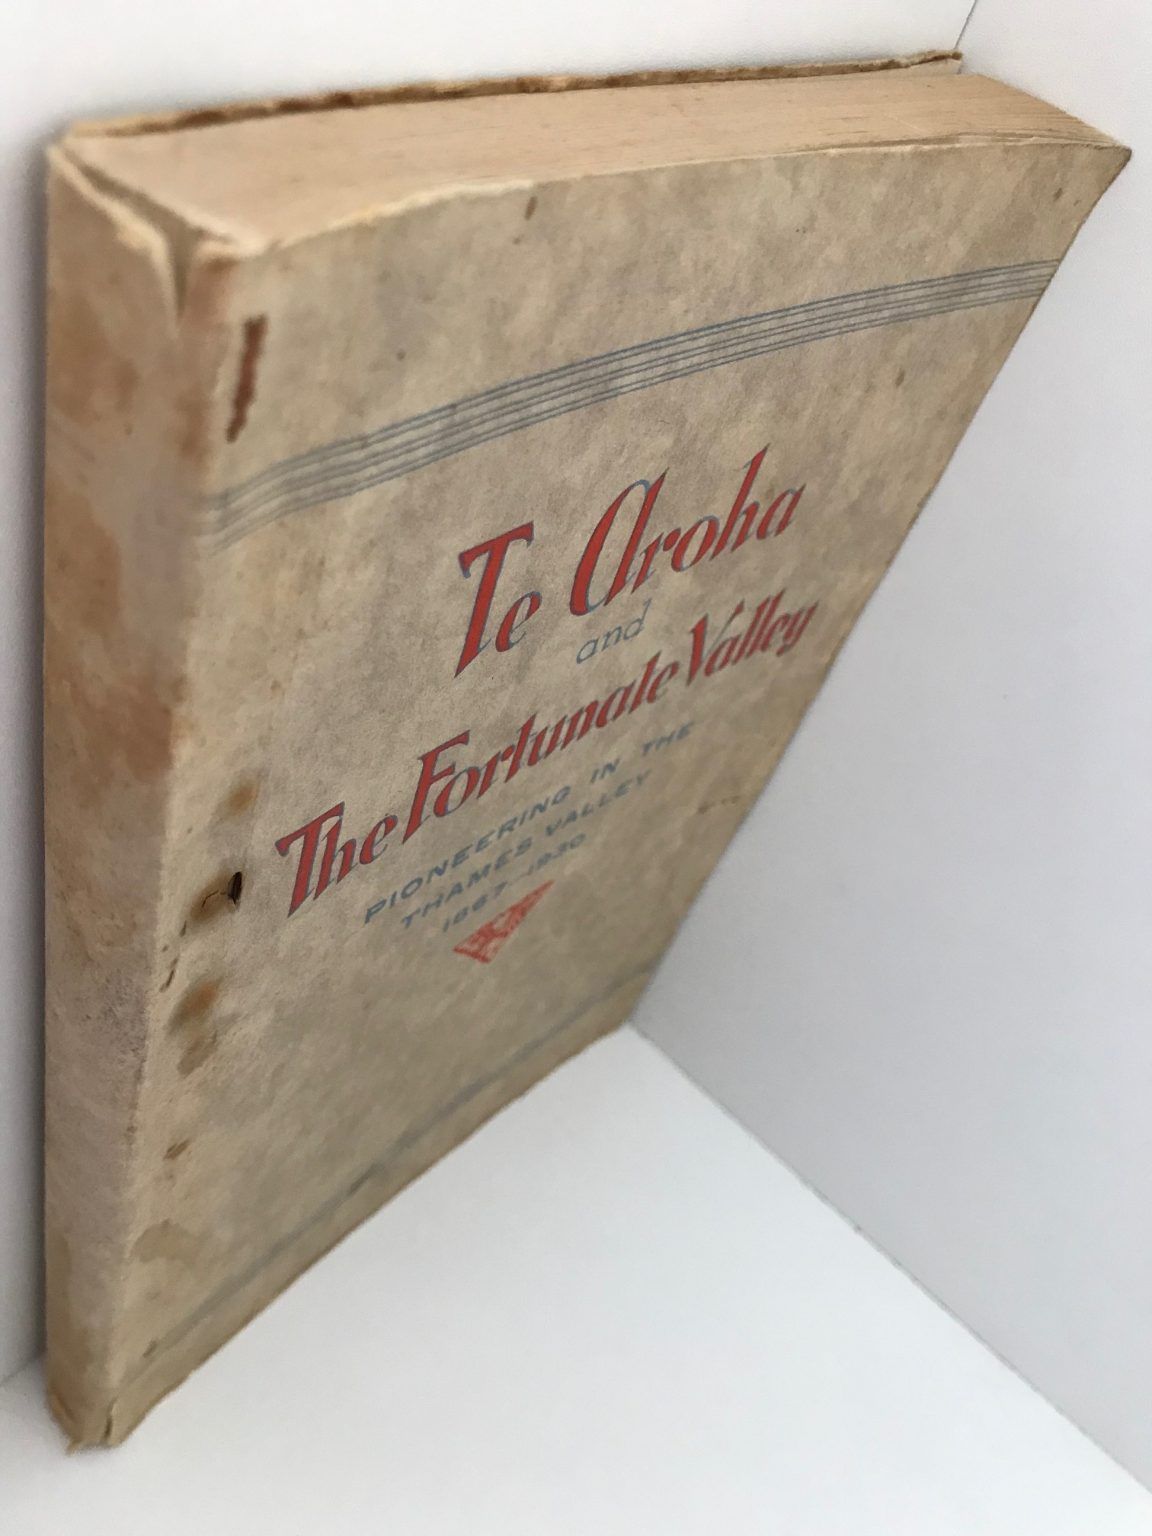 Te Aroha
and
The Fortunate Valley
PIONEERING IN THE
THAMES VALLEY
1867-1930